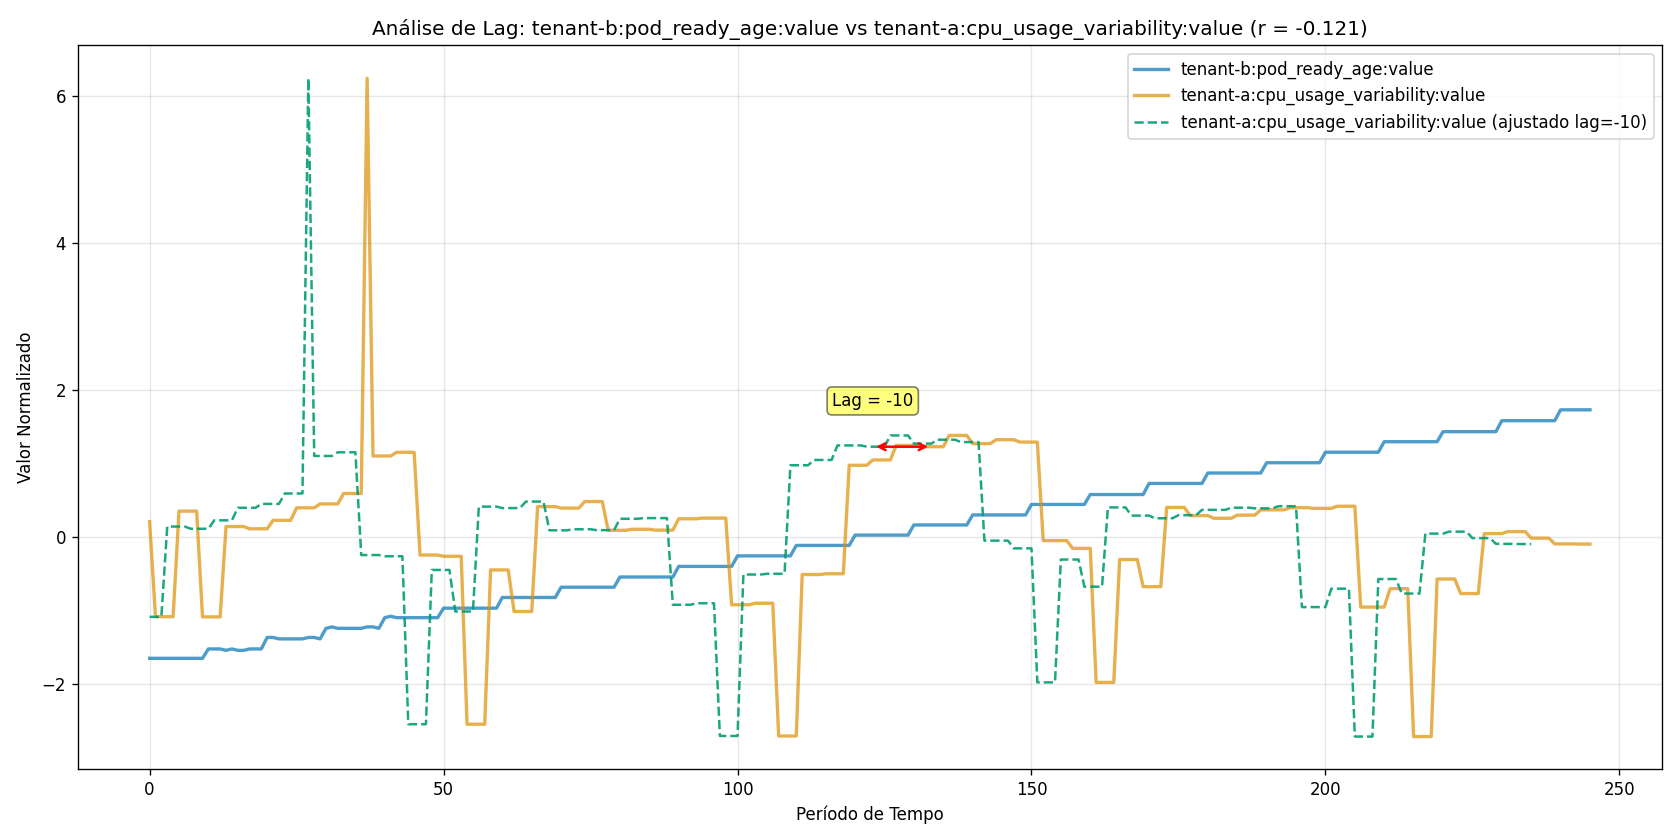 Análise de Lag: tenant-b:pod_ready_age:value vs tenant-a:cpu_usage_variability:value (r = -0.121)
tenant-b:pod_ready_age:value
tenant-a:cpu_usage_variability:value
tenant-a:cpu_usage_variability:value (ajustado lag=-10)
Valor Normalizado
6
4
2
0
−2
Lag = -10
0
50
100
150
200
250
Período de Tempo